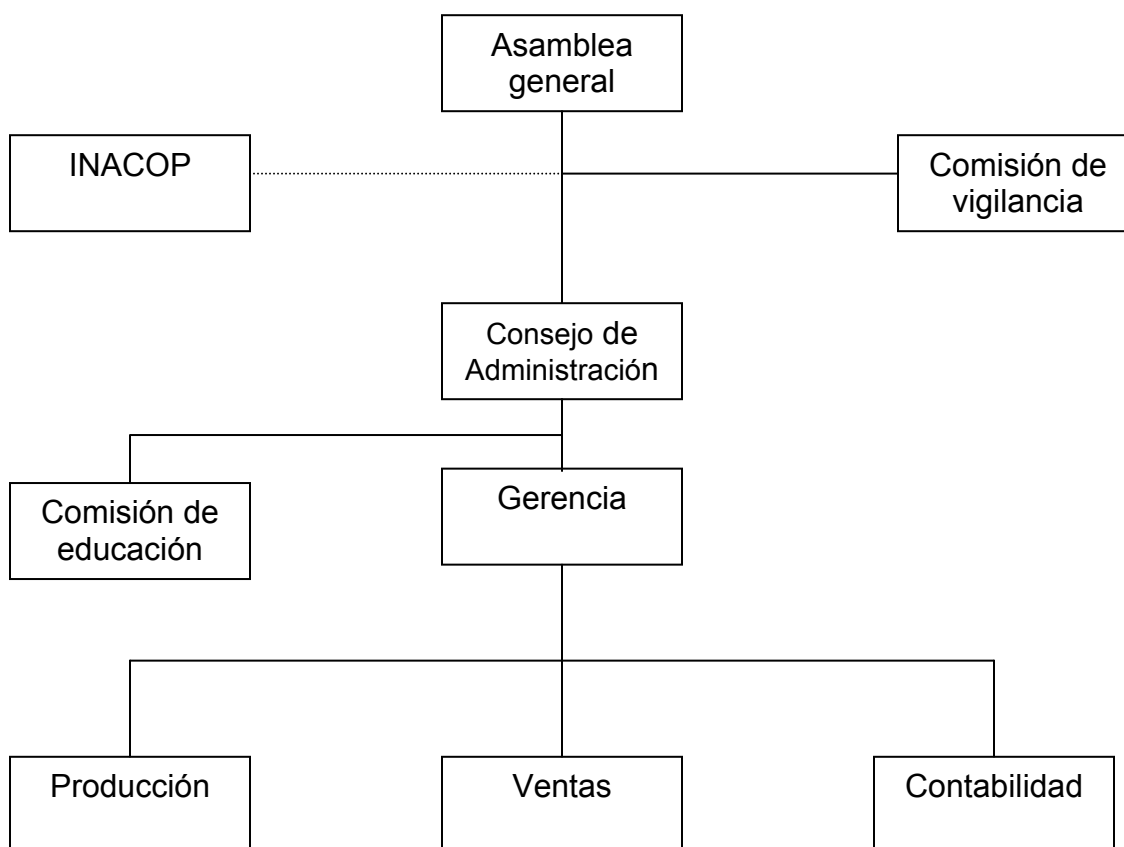 Asamblea
general
INACOP
Comisión de
vigilancia
Consejo de
Administración
Comisión de
educación
Gerencia
Producción
Ventas
Contabilidad